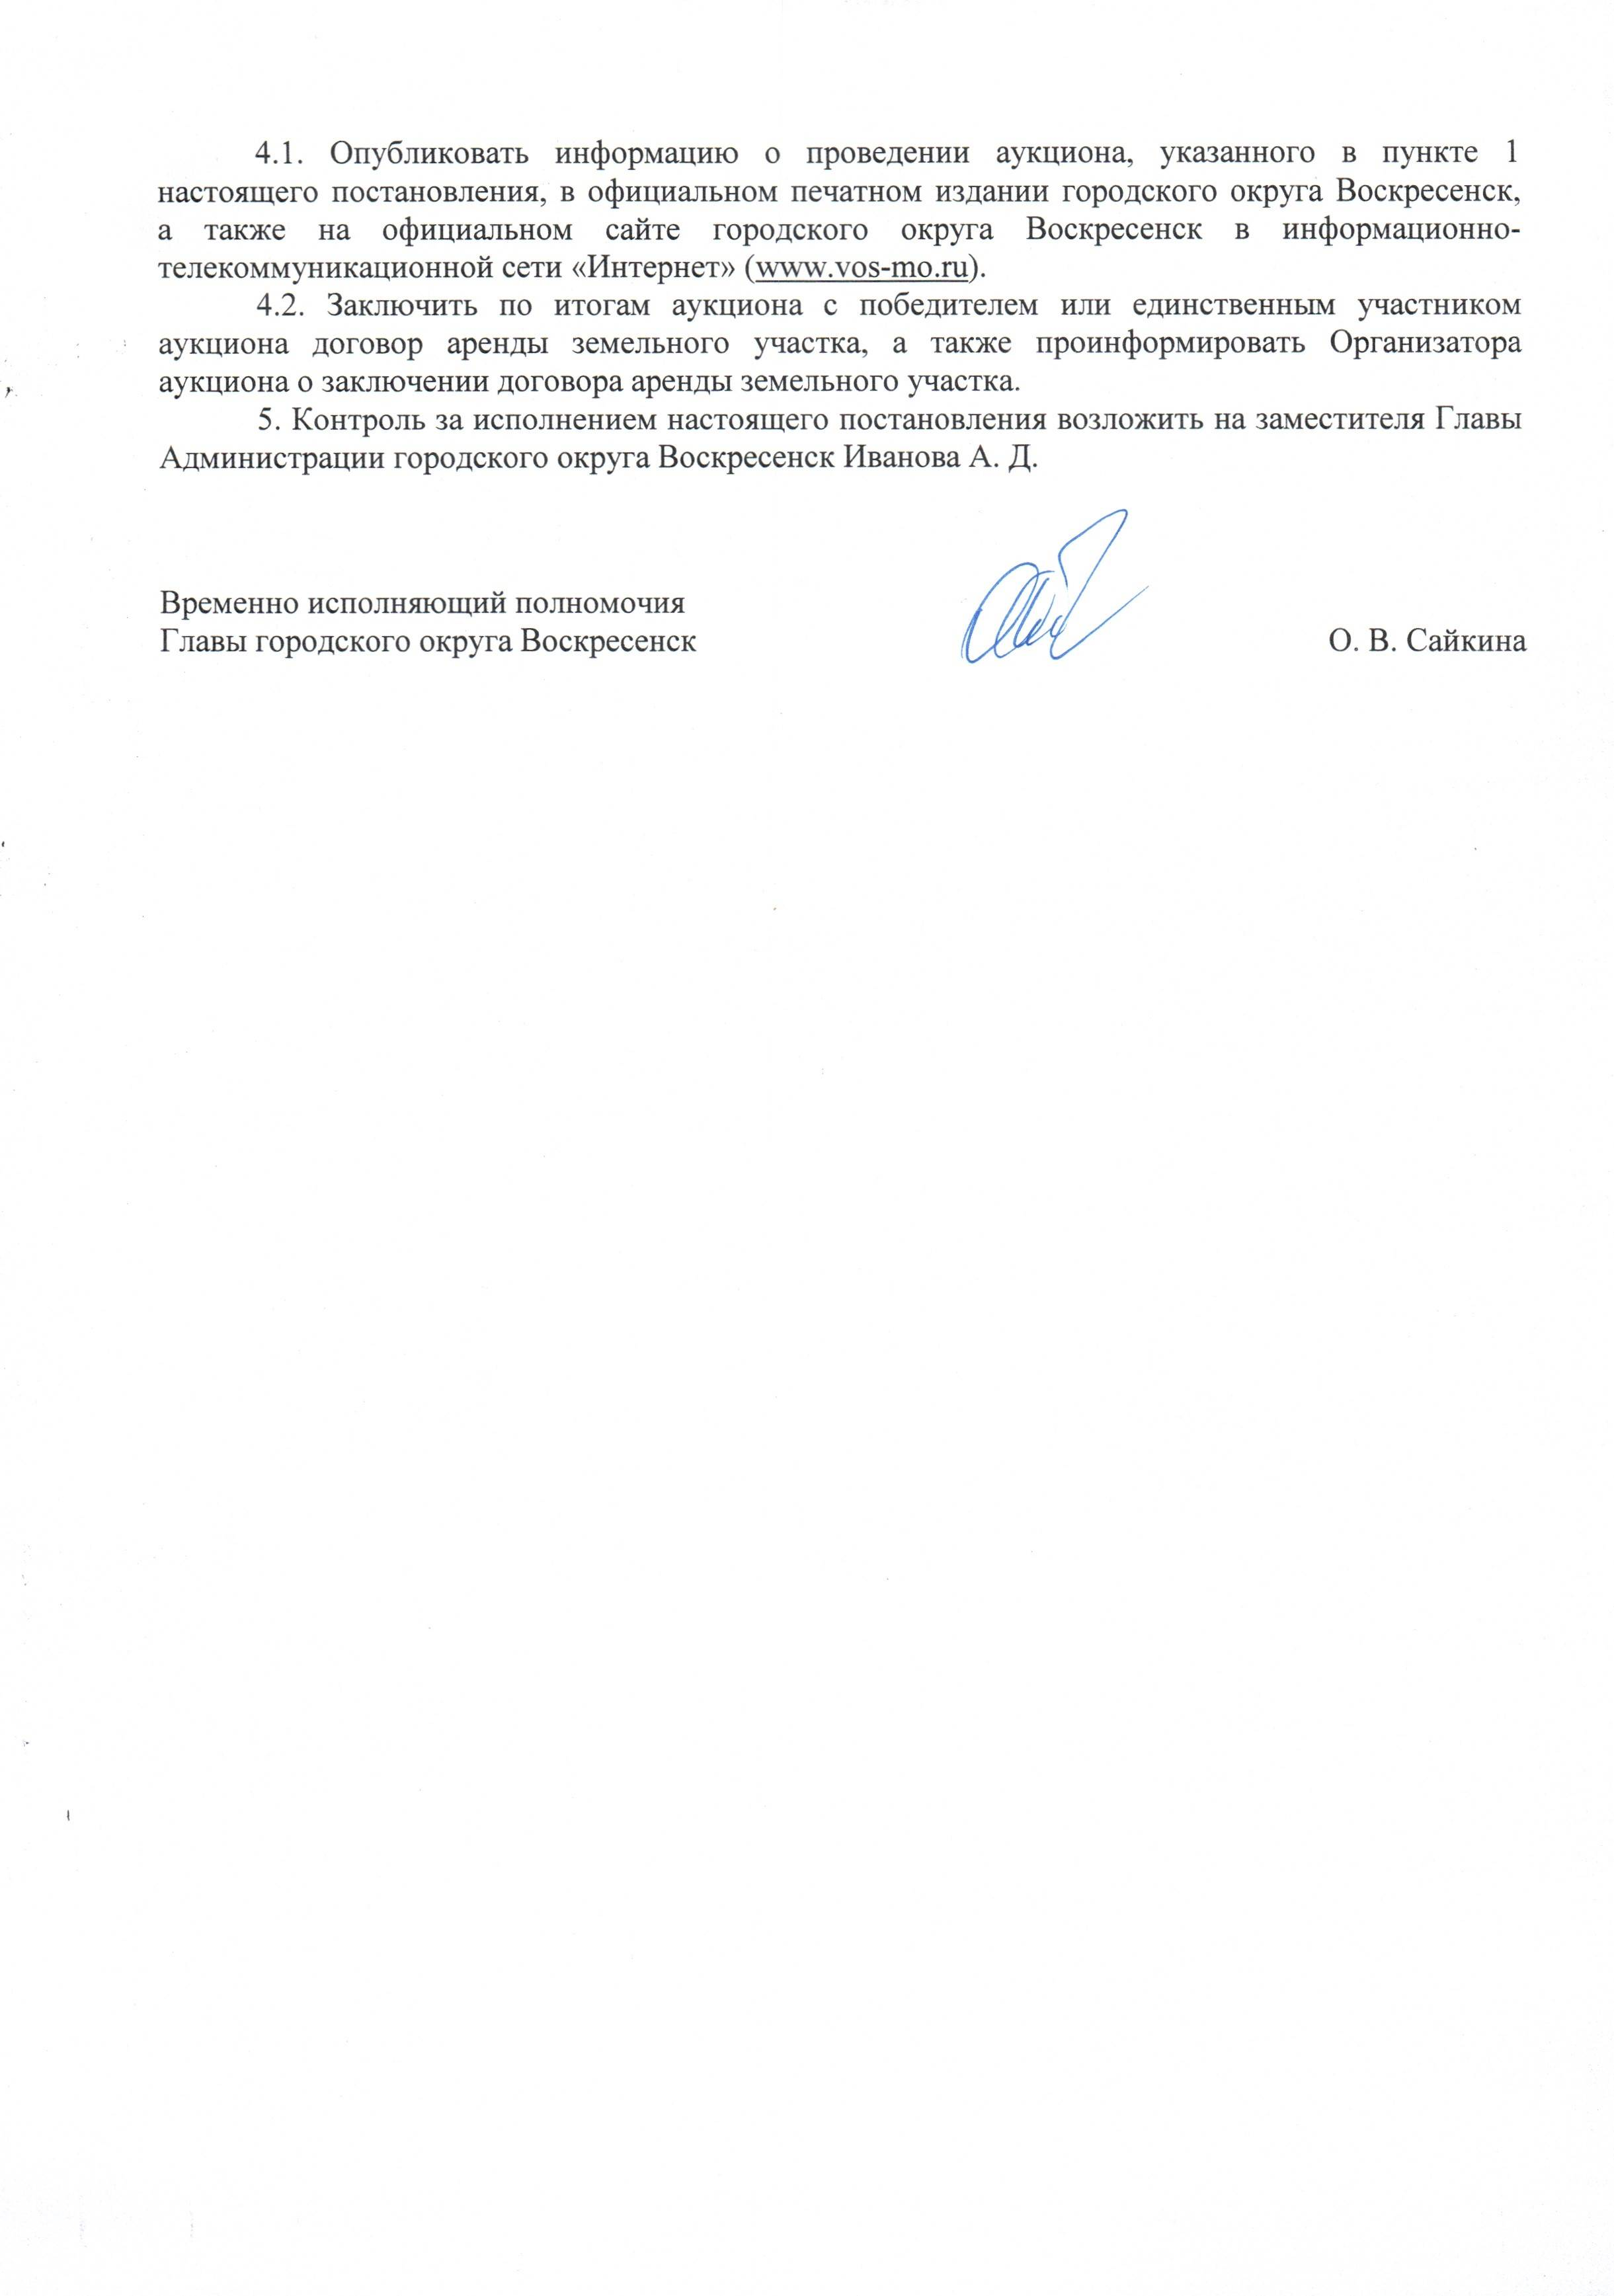 4.1. Опубликовать информацию о проведении аукциона, указанного в пункте 1
настоящего постановления, в официальном печатном издании городского округа Воскресенск,
а также на официальном сайте городского округа Воскресенск в информационно-
телекоммуникационной сети «Интернет» (www.vos-mo.ru).
4.2. Заключить по итогам аукциона с победителем или единственным участником
аукциона договор аренды земельного участка, а также проинформировать Организатора
аукциона о заключении договора аренды земельного участка.
5. Контроль за исполнением настоящего постановления возложить на заместителя Главы
Администрации городского округа Воскресенск Иванова А. Д.
Временно исполняющий полномочия
Главы городского округа Воскресенск О. В. Сайкина